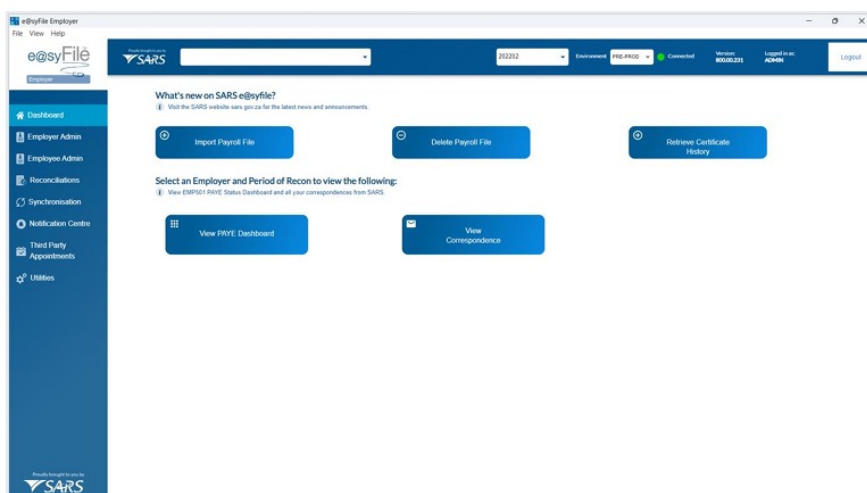 e@syFile Employer
File View Help
e@syFile
Employer
Proudly brought to you by
SARS
202202
Environment
PRE-PROD
Connected
Version:
800.00.231
Logged in as:
ADMIN
Logout
Dashboard
Employer Admin
Employee Admin
Reconciliations
Synchronisation
Notification Centre
Third Party
Appointments
Utilities
What's new on SARS e@syfile?
Visit the SARS website sars.gov.za for the latest news and announcements.
Import Payroll File
Delete Payroll File
Retrieve Certificate
History
Select an Employer and Period of Recon to view the following:
View EMP501 PAYE Status Dashboard and all your correspondences from SARS.
View PAYE Dashboard
View
Correspondence
Proudly brought to you by
SARS